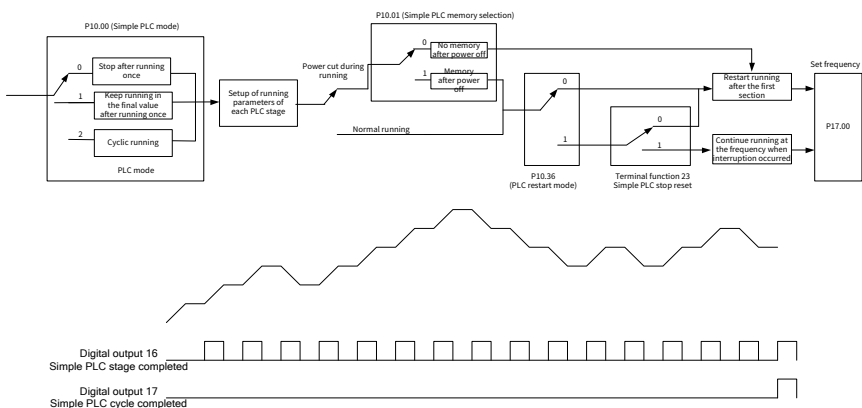 P10.00 (Simple PLC mode)
0
Stop after running
once
1
Keep running in
the final value
after running once
2
Cyclic running
PLC mode
Setup of running
parameters of
each PLC stage
Power cut during
running
Normal running
P10.01 (Simple PLC memory selection)
0
No memory
after power off
1
Memory
after power
off
0
1
P10.36
(PLC restart mode)
0
1
Terminal function 23
Simple PLC stop reset
Restart running
after the first
section
Continue running at
the frequency when
interruption occurred
Set frequency
P17.00
Digital output 16
Simple PLC stage completed
Digital output 17
Simple PLC cycle completed